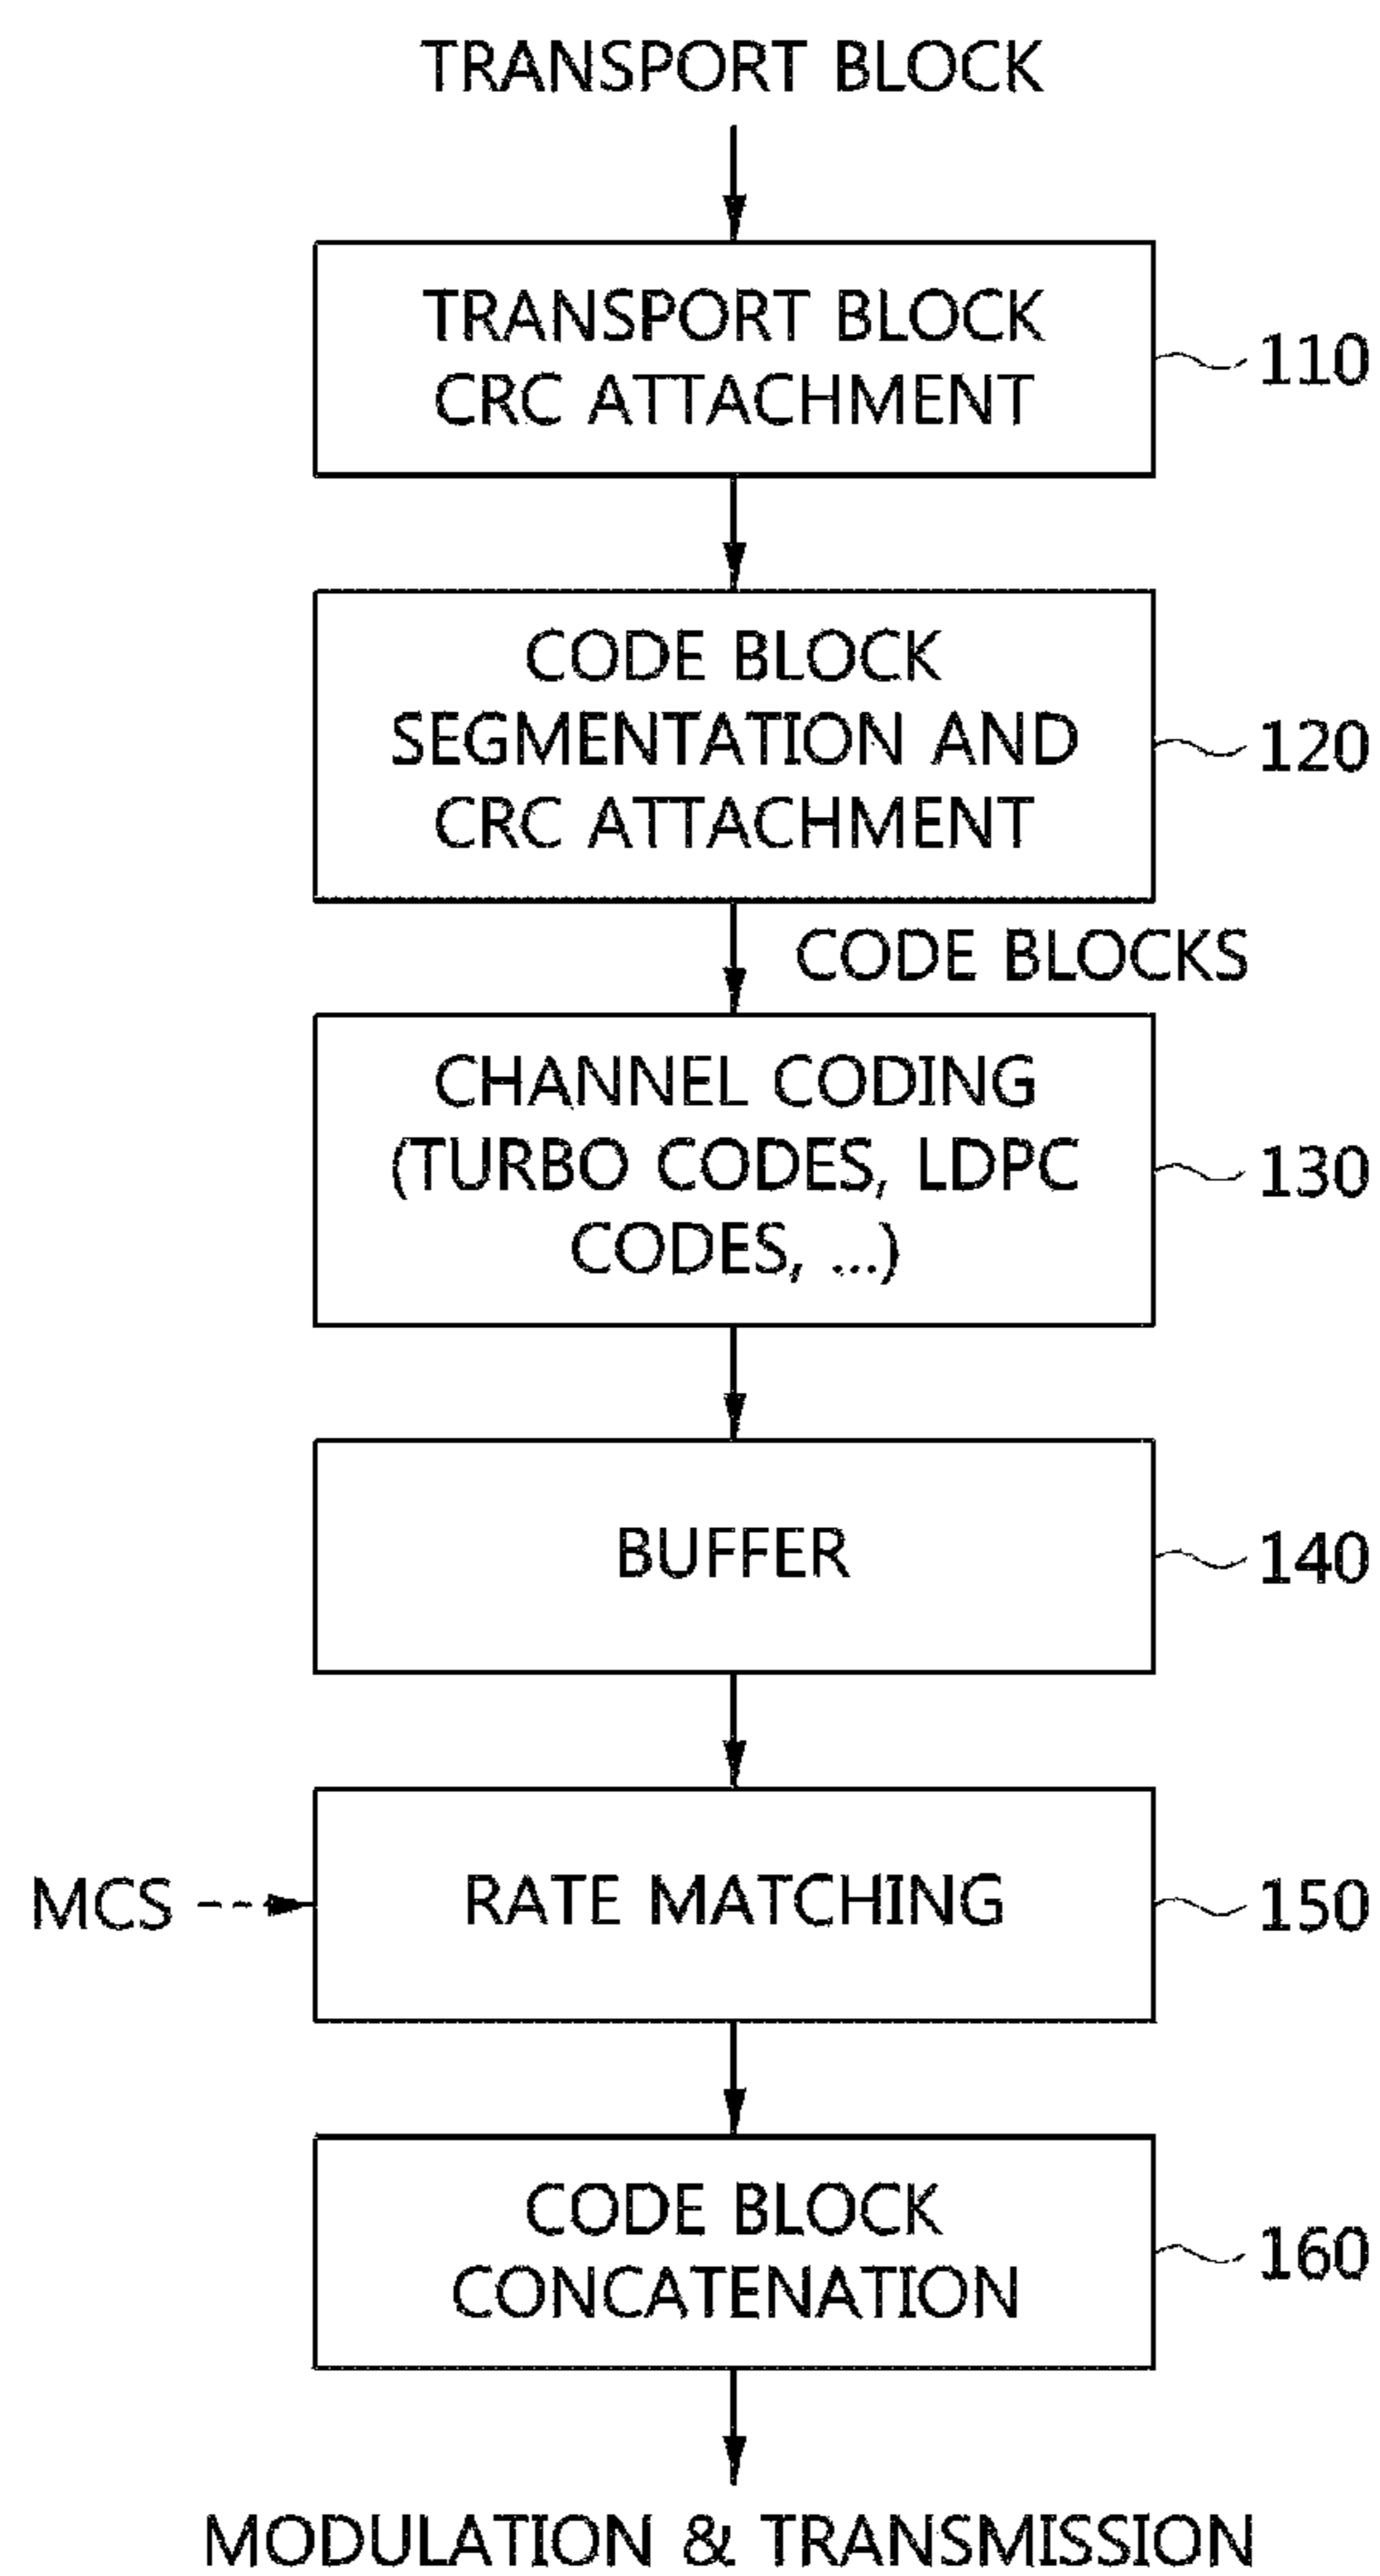 TRANSPORT BLOCK
TRANSPORT BLOCK
CRC ATTACHMENT
110
CODE BLOCK
SEGMENTATION AND
CRC ATTACHMENT
120
CODE BLOCKS
CHANNEL CODING
(TURBO CODES, LDPC
CODES, ...)
130
BUFFER
140
MCS
RATE MATCHING
150
CODE BLOCK
CONCATENATION
160
MODULATION & TRANSMISSION